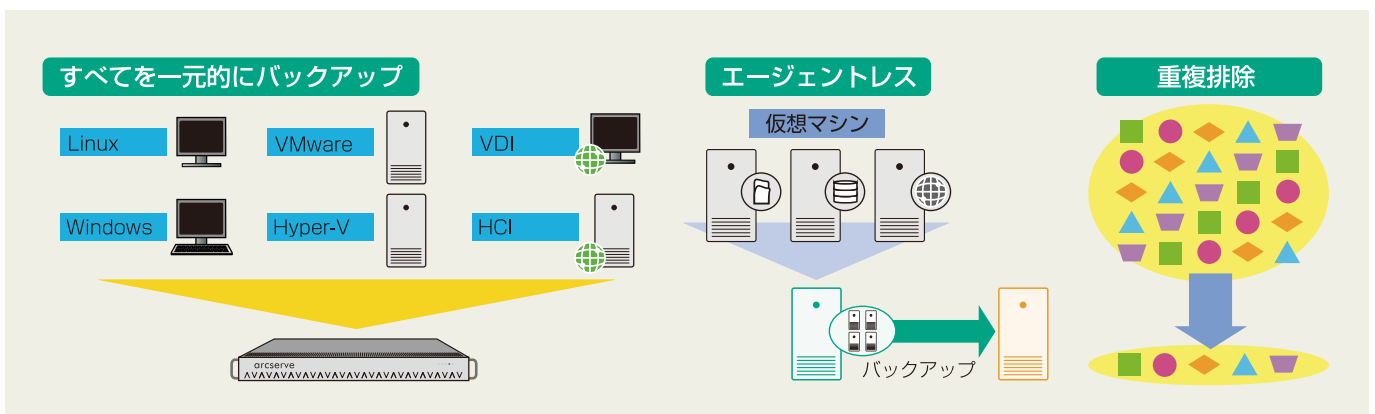 すべてを一元的にバックアップ
Linux
VMware
VDI
Windows
Hyper-V
HCI
arcserve
エージェントレス
仮想マシン
バックアップ
重複排除